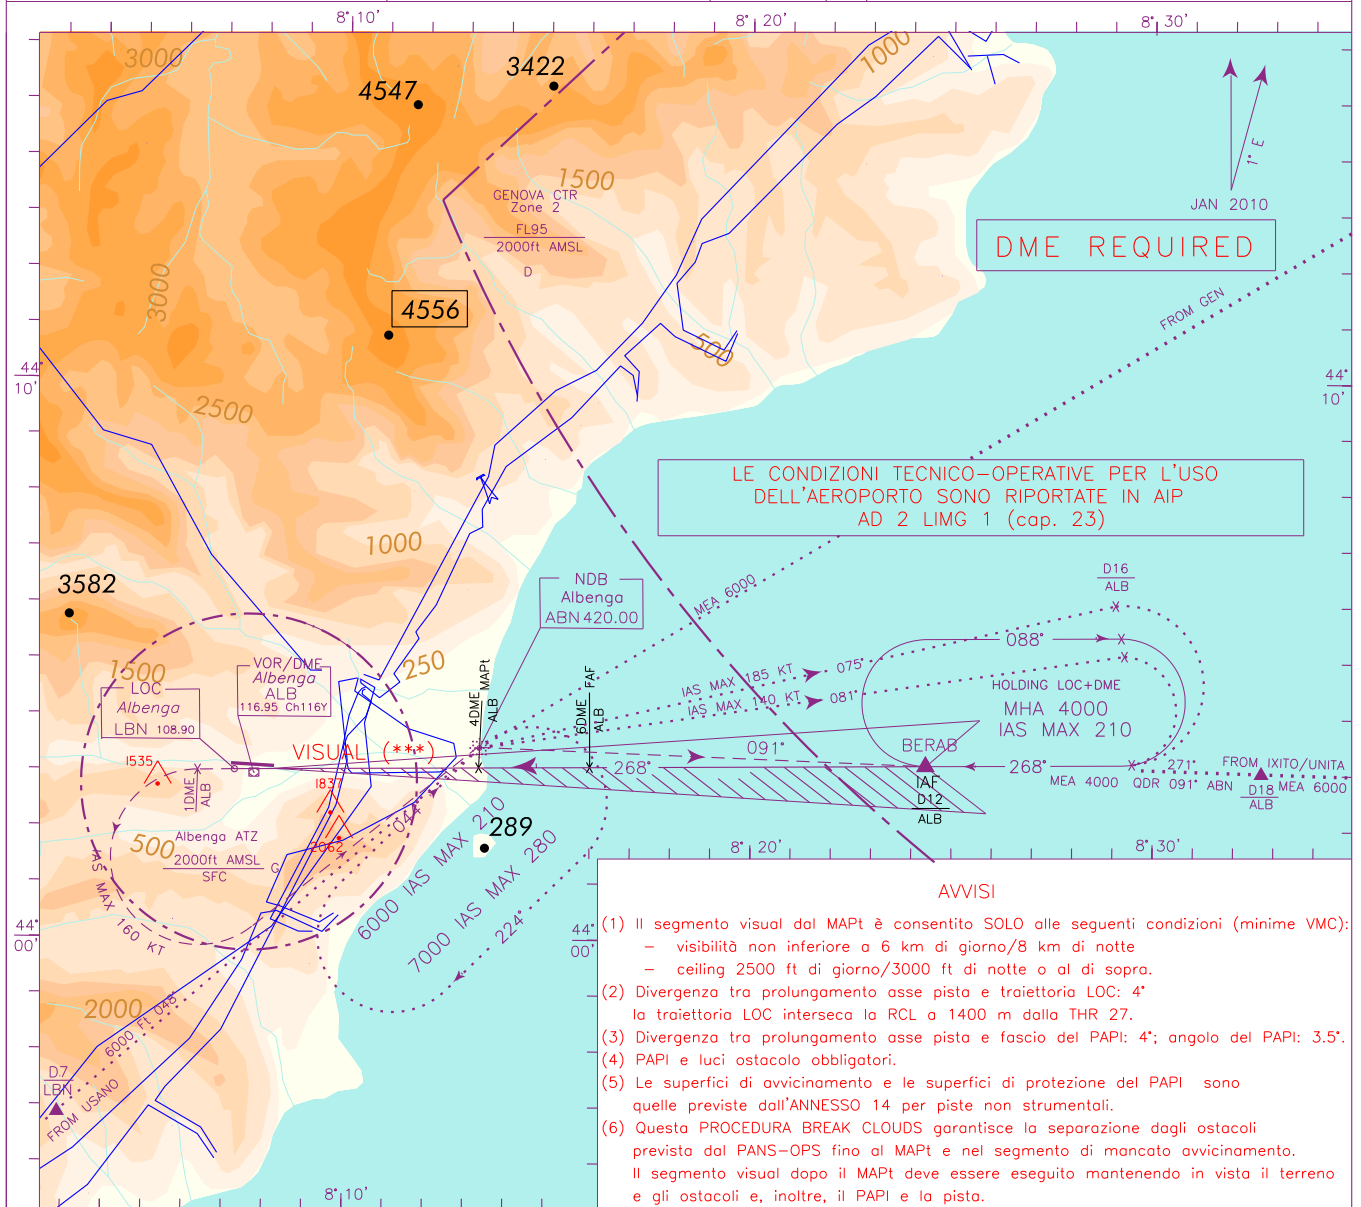 8°10'
8°20'
8°30'
3000
4547
3422
1000
1° E
JAN 2010
1500
GENOVA CTR
Zone 2
FL95
2000ft AMSL
D
DME REQUIRED
FROM GEN
3000
4556
500
44°
10'
44°
10'
2500
LE CONDIZIONI TECNICO-OPERATIVE PER L'USO
DELL'AEROPORTO SONO RIPORTATE IN AIP
AD 2 LIMG 1 (cap. 23)
1000
3582
NDB
Albenga
ABN 420.00
MEA 6000
D16
ALB
088°
250
1500
VOR/DME
Albenga
ALB
116.95 Ch116Y
LOC
Albenga
LBN 108.90
4DME MAPt
ALB
6DME FAF
ALB
IAS MAX 185 KT
075°
IAS MAX 140 KT
081°
HOLDING LOC+DME
MHA 4000
IAS MAX 210
VISUAL (***)
091°
BERAB
268°
268°
271°
FROM IXITO/UNITA
MEA 4000
QDR 091° ABN
D18
ALB
MEA 6000
IAF
D12
ALB
1535
1DME
ALB
1837
2062
044°
Albenga ATZ
2000ft AMSL
SFC
G
500
289
IAS MAX 160 KT
6000 IAS MAX 210
7000 IAS MAX 280
224°
8°20'
8°30'
44°
00'
44°
00'
2000
6000 Ft 048°
D7
LBN
FROM USANO
8°10'
AVVISI
(1) Il segmento visual dal MAPt è consentito SOLO alle seguenti condizioni (minime VMC):
– visibilità non inferiore a 6 km di giorno/8 km di notte
– ceiling 2500 ft di giorno/3000 ft di notte o al di sopra.
(2) Divergenza tra prolungamento asse pista e traiettoria LOC: 4°
la traiettoria LOC interseca la RCL a 1400 m dalla THR 27.
(3) Divergenza tra prolungamento asse pista e fascio del PAPI: 4°; angolo del PAPI: 3.5°.
(4) PAPI e luci ostacolo obbligatori.
(5) Le superfici di avvicinamento e le superfici di protezione del PAPI sono
quelle previste dall'ANNESSO 14 per piste non strumentali.
(6) Questa PROCEDURA BREAK CLOUDS garantisce la separazione dagli ostacoli
prevista dal PANS-OPS fino al MAPt e nel segmento di mancato avvicinamento.
Il segmento visual dopo il MAPt deve essere eseguito mantenendo in vista il terreno
e gli ostacoli e, inoltre, il PAPI e la pista.